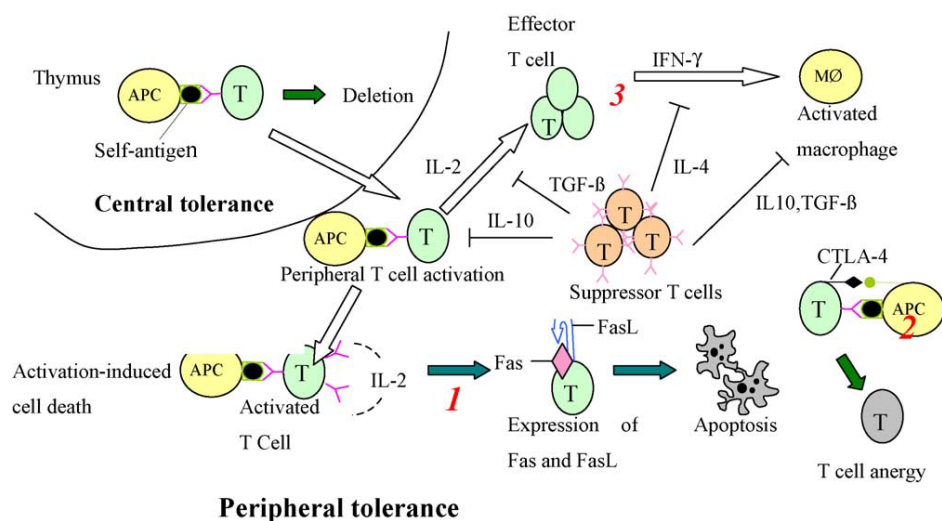 Effector
T cell
IFN-γ
3
MØ
Activated
macrophage
Thymus
APC
T
Deletion
Self-antigen
T
IL-2
TGF-ß
IL-4
Central tolerance
IL-10
T
T T
IL10,TGF-ß
APC
T
Peripheral T cell activation
Suppressor T cells
CTLA-4
T
APC
2
FasL
Fas
APC
T
IL-2
Activation-induced
cell death
Activated
T Cell
1
T
Expression of
Fas and FasL
Apoptosis
T
T cell anergy
Peripheral tolerance